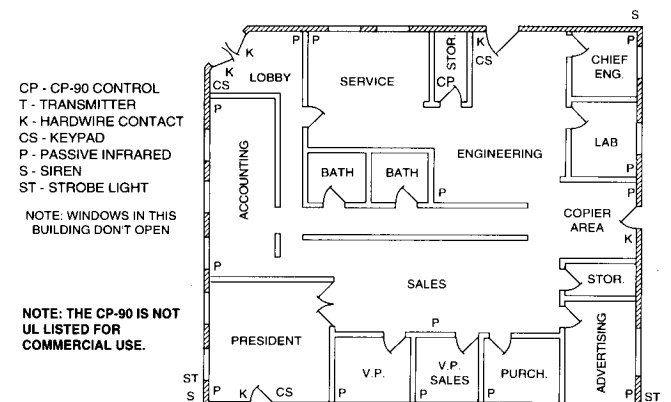 S
P
P
K
STOR.
K
CS
P
CHIEF
ENG.
K
LOBBY
SERVICE
CP
CS
CP - CP-90 CONTROL
T - TRANSMITTER
K - HARDWIRE CONTACT
CS - KEYPAD
P - PASSIVE INFRARED
S - SIREN
ST - STROBE LIGHT
NOTE: WINDOWS IN THIS
BUILDING DON'T OPEN
P
ACCOUNTING
LAB
P
ENGINEERING
BATH
BATH
P
P
COPIER
AREA
K
P
SALES
STOR.
NOTE: THE CP-90 IS NOT
UL LISTED FOR
COMMERCIAL USE.
PRESIDENT
P
ADVERTISING
V.P.
V.P.
SALES
PURCH.
ST
S
P
K
CS
P
P
P
P
ST